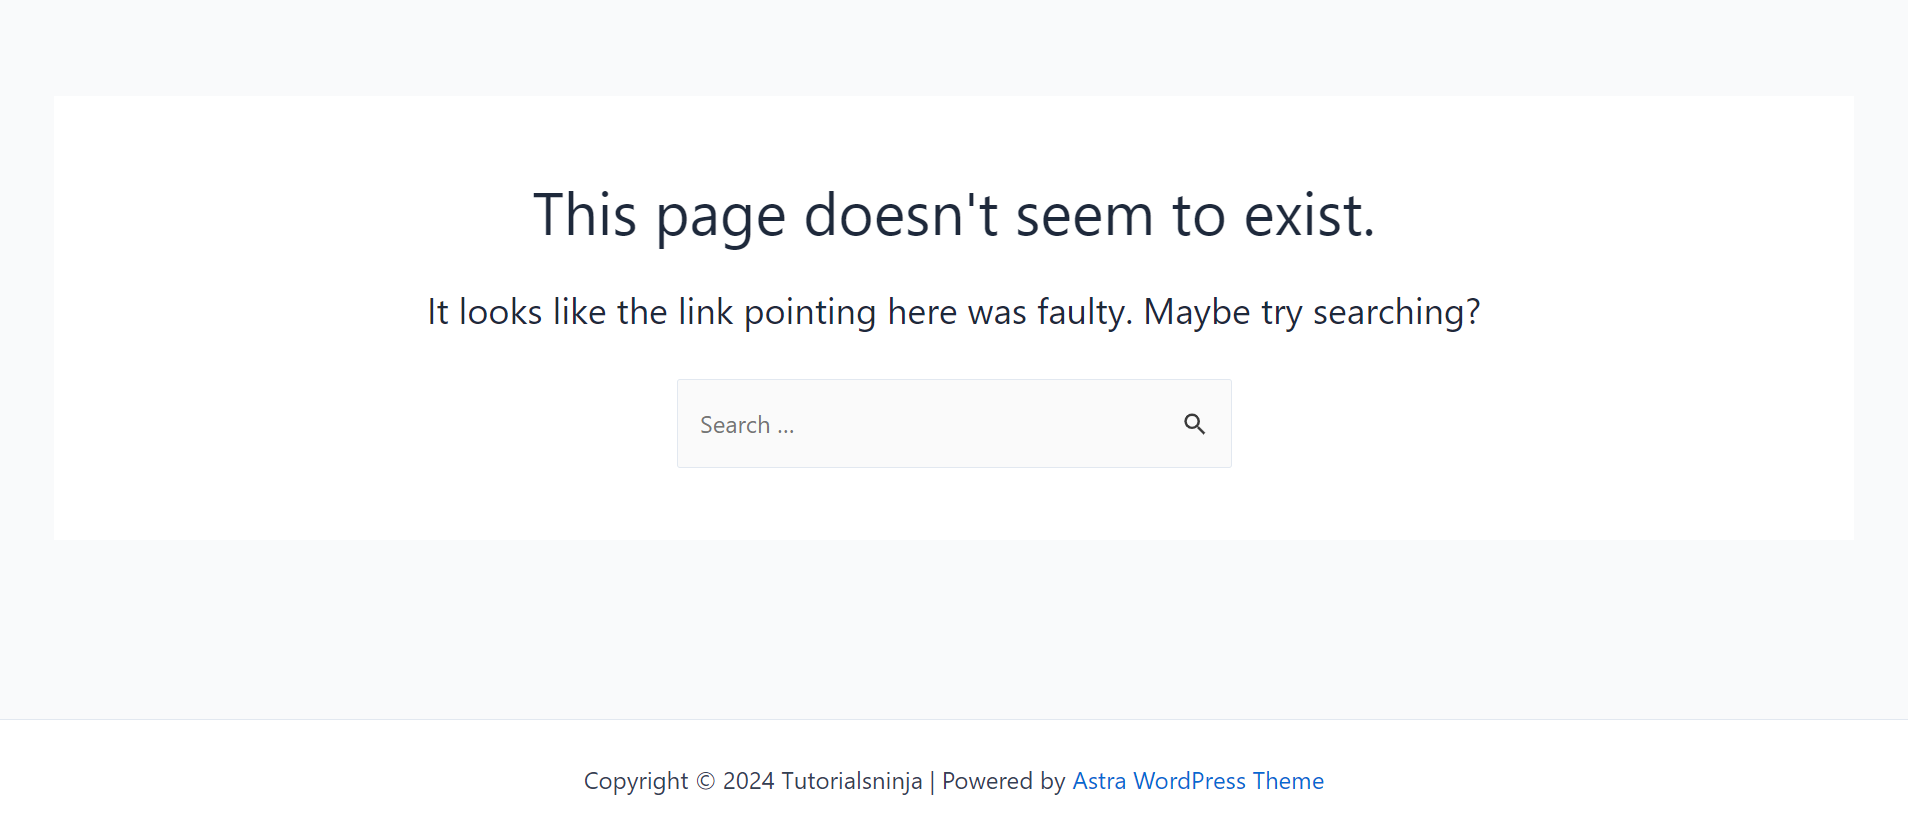 This page doesn't seem to exist.
It looks like the link pointing here was faulty. Maybe try searching?
Search ...
Copyright © 2024 Tutorialsninja | Powered by Astra WordPress Theme